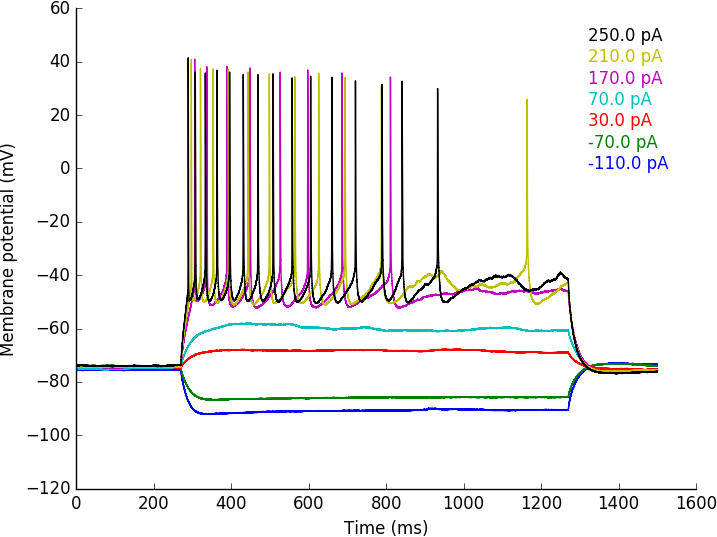 60
40
20
0
−20
−40
−60
−80
−100
−120
Membrane potential (mV)
250.0 pA
210.0 pA
170.0 pA
70.0 pA
30.0 pA
-70.0 pA
-110.0 pA
0 200 400 600 800 1000 1200 1400 1600
Time (ms)